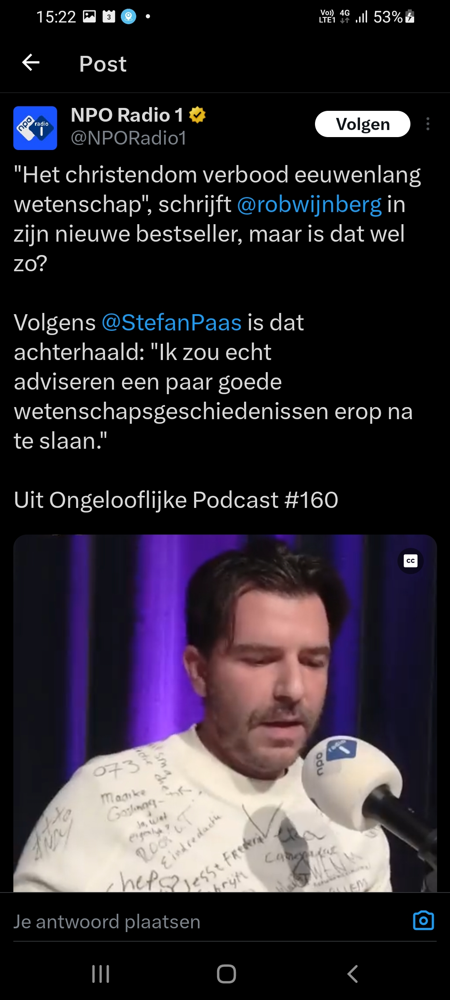 15:22
3
Vo)) LTE1 4G 53%
Post
npo radio 1
NPO Radio 1
@NPORadio1
Volgen
"Het christendom verbood eeuwenlang
wetenschap", schrijft @robwijnberg in
zijn nieuwe bestseller, maar is dat wel
zo?
Volgens @StefanPaas is dat
achterhaald: "Ik zou echt
adviseren een paar goede
wetenschapsgeschiedenissen erop na
te slaan."
Uit Ongelooflijke Podcast #160
CC
radio
npo
073
Maaike
Ja, wat
eigenlijk?
Eindredactie
hep
Jesse Frederik
Je antwoord plaatsen